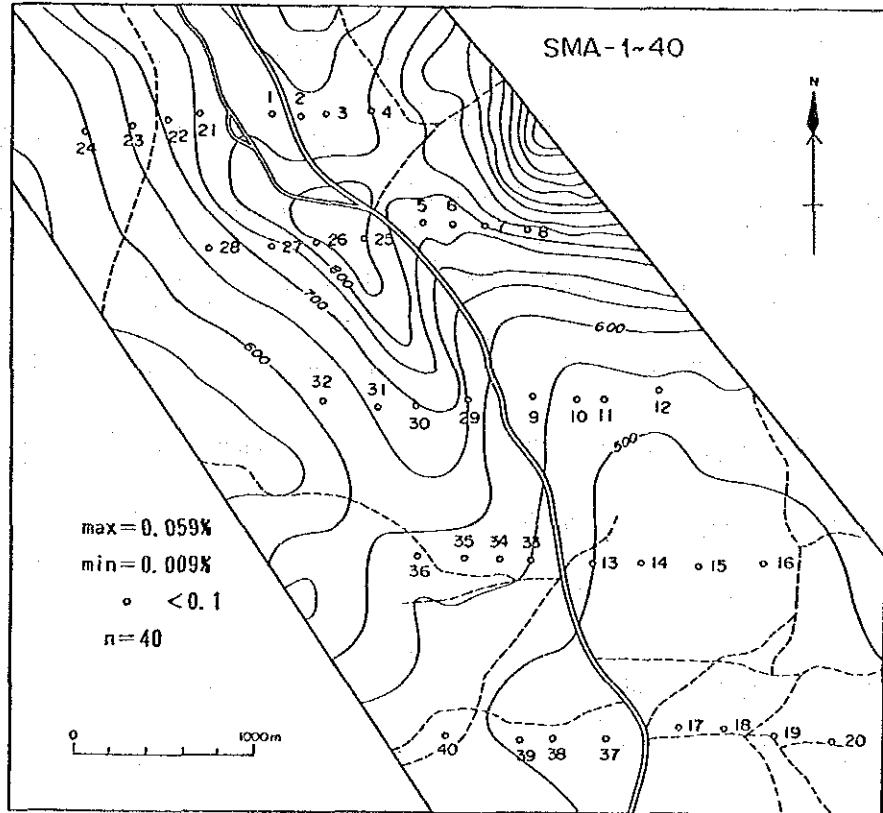 SMA-1~40
N
1 2 3 4
21 22 23 24
5 6 7 8
25 26 27 28
800
700
600
600
32 31 30 29 9 10 11 12
500
max=0.059%
min=0.009%
<0.1
n=40
36 35 34 33 13 14 15 16
0 1000m
40 39 38 37 17 18 19 20